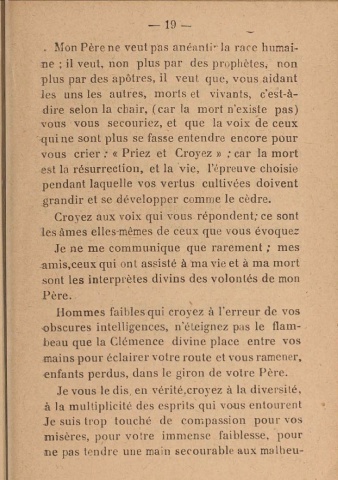 — 19 —
. Mon Père ne veut pas anéantir la race humai-
ne ; il veut, non plus par des prophètes, non
plus par des apôtres, il veut que, vous aidant
les uns les autres, morts et vivants, c'est-à-
dire selon la chair, (car la mort n'existe pas)
vous vous secouriez, et que la voix de ceux
qui ne sont plus se fasse entendre encore pour
vous crier : « Priez et Croyez » ; car la mort
est la résurrection, et la vie, l'épreuve choisie
pendant laquelle vos vertus cultivées doivent
grandir et se développer comme le cèdre.
Croyez aux voix qui vous répondent; ce sont
les âmes elles-mêmes de ceux que vous évoquez
Je ne me communique que rarement ; mes
amis, ceux qui ont assisté à ma vie et à ma mort
sont les interprètes divins des volontés de mon
Père.
Hommes faibles qui croyez à l'erreur de vos
obscures intelligences, n'éteignez pas le flam-
beau que la Clémence divine place entre vos
mains pour éclairer votre route et vous ramener,
enfants perdus, dans le giron de votre Père.
Je vous le dis, en vérité, croyez à la diversité,
à la multiplicité des esprits qui vous entourent
Je suis trop touché de compassion pour vos
misères, pour votre immense faiblesse, pour
ne pas tendre une main secourable aux malheu-